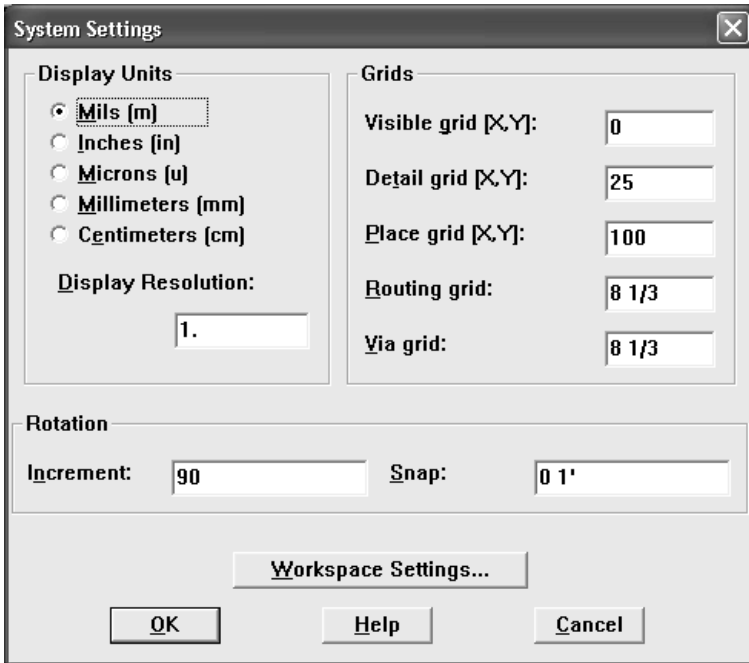 System Settings
Display Units
Mils (m)
Inches (in)
Microns (u)
Millimeters (mm)
Centimeters (cm)
Display Resolution:
1.
Grids
Visible grid [X,Y]:
0
Detail grid [X,Y]:
25
Place grid [X,Y]:
100
Routing grid:
8 1/3
Via grid:
8 1/3
Rotation
Increment:
90
Snap:
0 1'
Workspace Settings...
OK
Help
Cancel